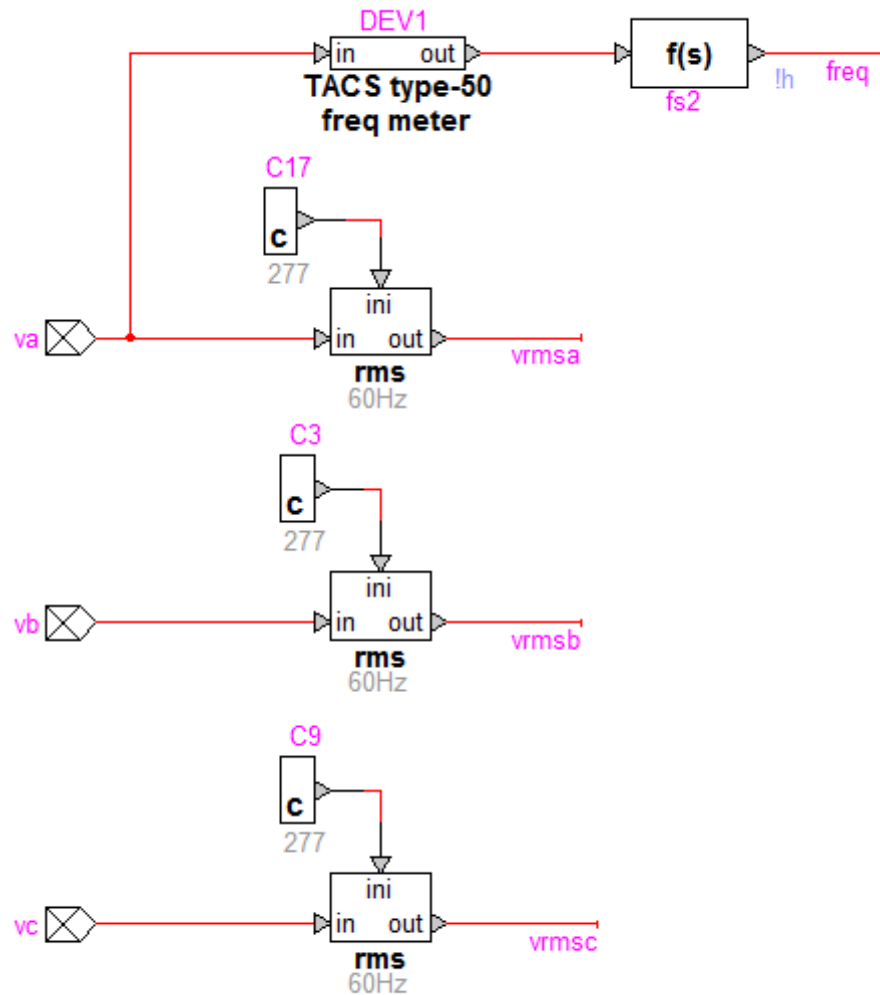 DEV1
in out
TACS type-50
freq meter
f(s)
fs2
!h
freq
C17
c
277
ini
va
in out
rms
60Hz
vrmsa
C3
c
277
ini
vb
in out
rms
60Hz
vrmsb
C9
c
277
ini
vc
in out
rms
60Hz
vrmsc